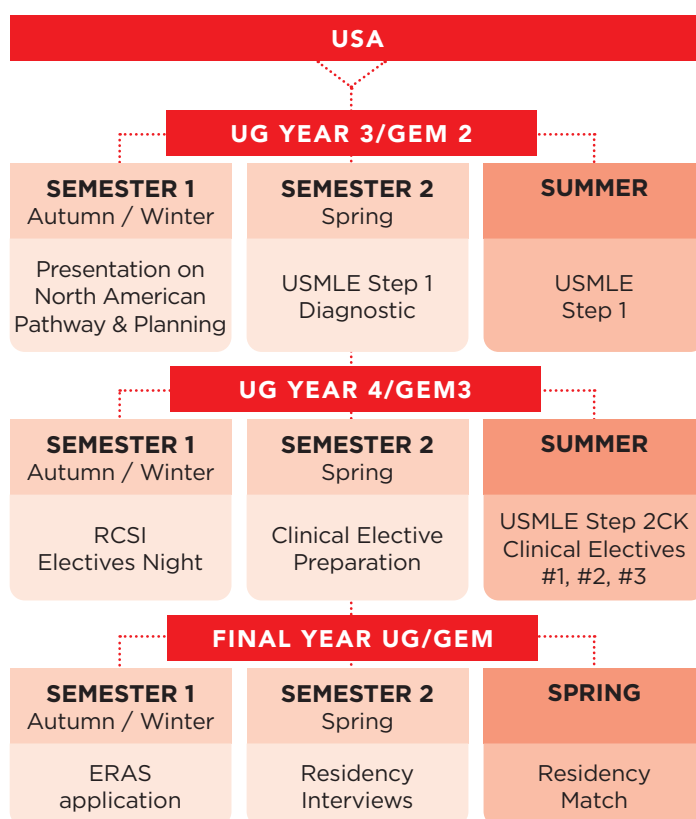 USA
UG YEAR 3/GEM 2
SEMESTER 1
Autumn / Winter
Presentation on
North American
Pathway & Planning
SEMESTER 2
Spring
USMLE Step 1
Diagnostic
SUMMER
USMLE
Step 1
UG YEAR 4/GEM3
SEMESTER 1
Autumn / Winter
RCSI
Electives Night
SEMESTER 2
Spring
Clinical Elective
Preparation
SUMMER
USMLE Step 2CK
Clinical Electives
#1, #2, #3
FINAL YEAR UG/GEM
SEMESTER 1
Autumn / Winter
ERAS
application
SEMESTER 2
Spring
Residency
Interviews
SPRING
Residency
Match